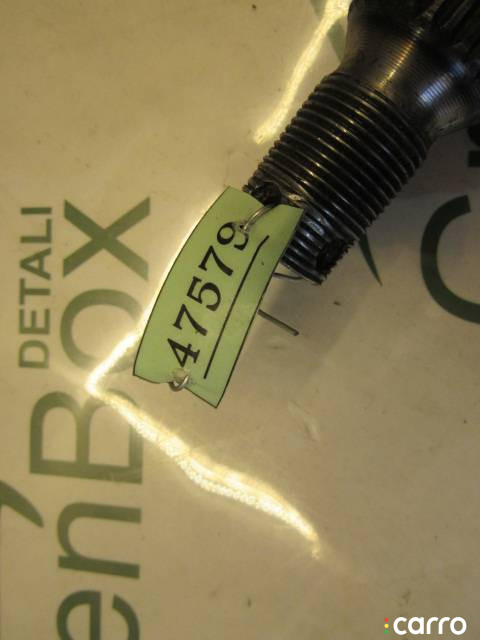 47579
DETALI
enBox
carro